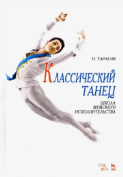 Н. ТАРАСОВ
КЛАССИЧЕСКИЙ
ТАНЕЦ
ШКОЛА
МУЖСКОГО
ИСПОЛНИТЕЛЬСТВА